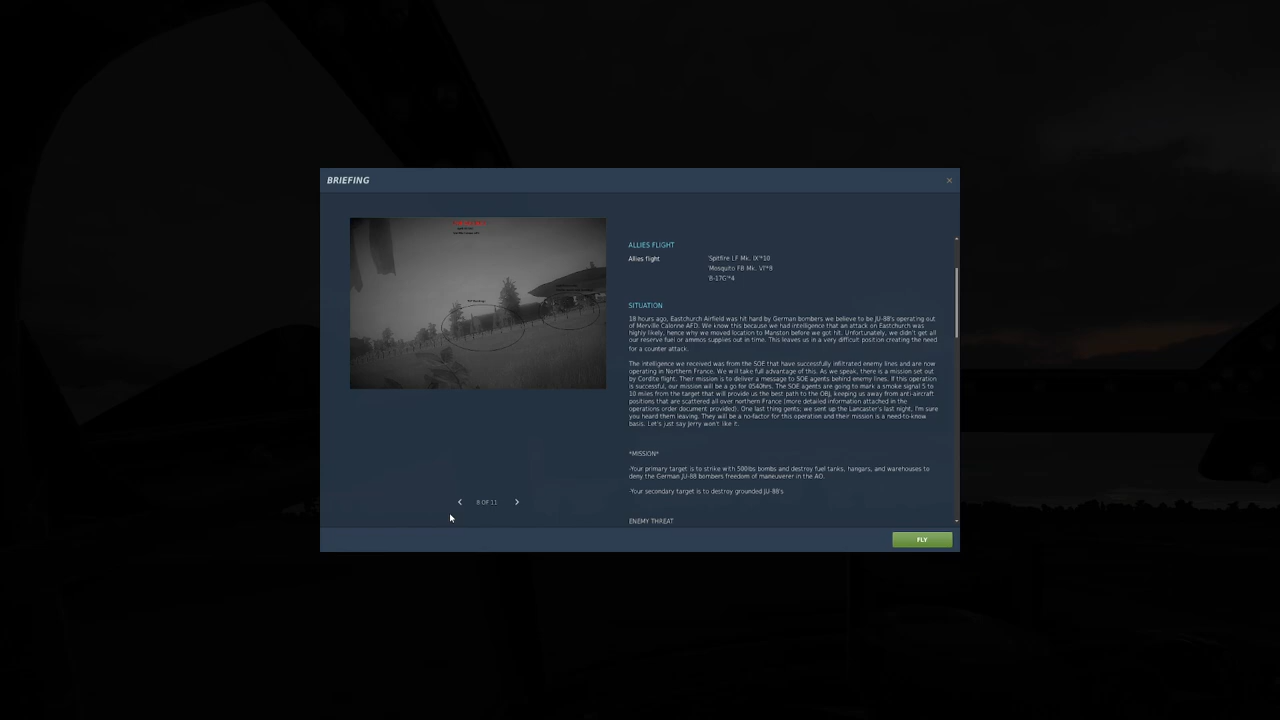 BRIEFING
ALLIES FLIGHT
Allies flight
'Spitfire LF Mk. IX'*10
'Mosquito FB Mk. VI'*8
'B-17G'*4
SITUATION
18 hours ago, Eastchurch Airfield was hit hard by German bombers we believe to be JU-88's operating out
of Merville Calonne AFD. We know this because we had intelligence that an attack on Eastchurch was
highly likely, hence why we moved location to Manston before we got hit. Unfortunately, we didn't get all
our reserve fuel or ammos supplies out in time. This leaves us in a very difficult position creating the need
for a counter attack.
The intelligence we received was from the SOE that have successfully infiltrated enemy lines and are now
operating in Northern France. We will take full advantage of this. As we speak, there is a mission set out
by Cordite flight. Their mission is to deliver a message to SOE agents behind enemy lines. If this operation
is successful, our mission will be a go for 0540hrs. The SOE agents are going to mark a smoke signal 5 to
10 miles from the target that will provide us the best path to the OBJ, keeping us away from anti aircraft
positions that are scattered all over northern France (more detailed information attached in the
operations order document provided). One last thing gents; we sent up the Lancaster's last night, I'm sure
you heard them leaving. They will be a no-factor for this operation and their mission is a need-to-know
basis. Let's just say Jerry won't like it.
*MISSION*
-Your primary target is to strike with 500lbs bombs and destroy fuel tanks, hangars, and warehouses to
deny the German JU-88 bombers freedom of maneuverer in the AO.
-Your secondary target is to destroy grounded JU-88's
ENEMY THREAT
8 OF 11
FLY